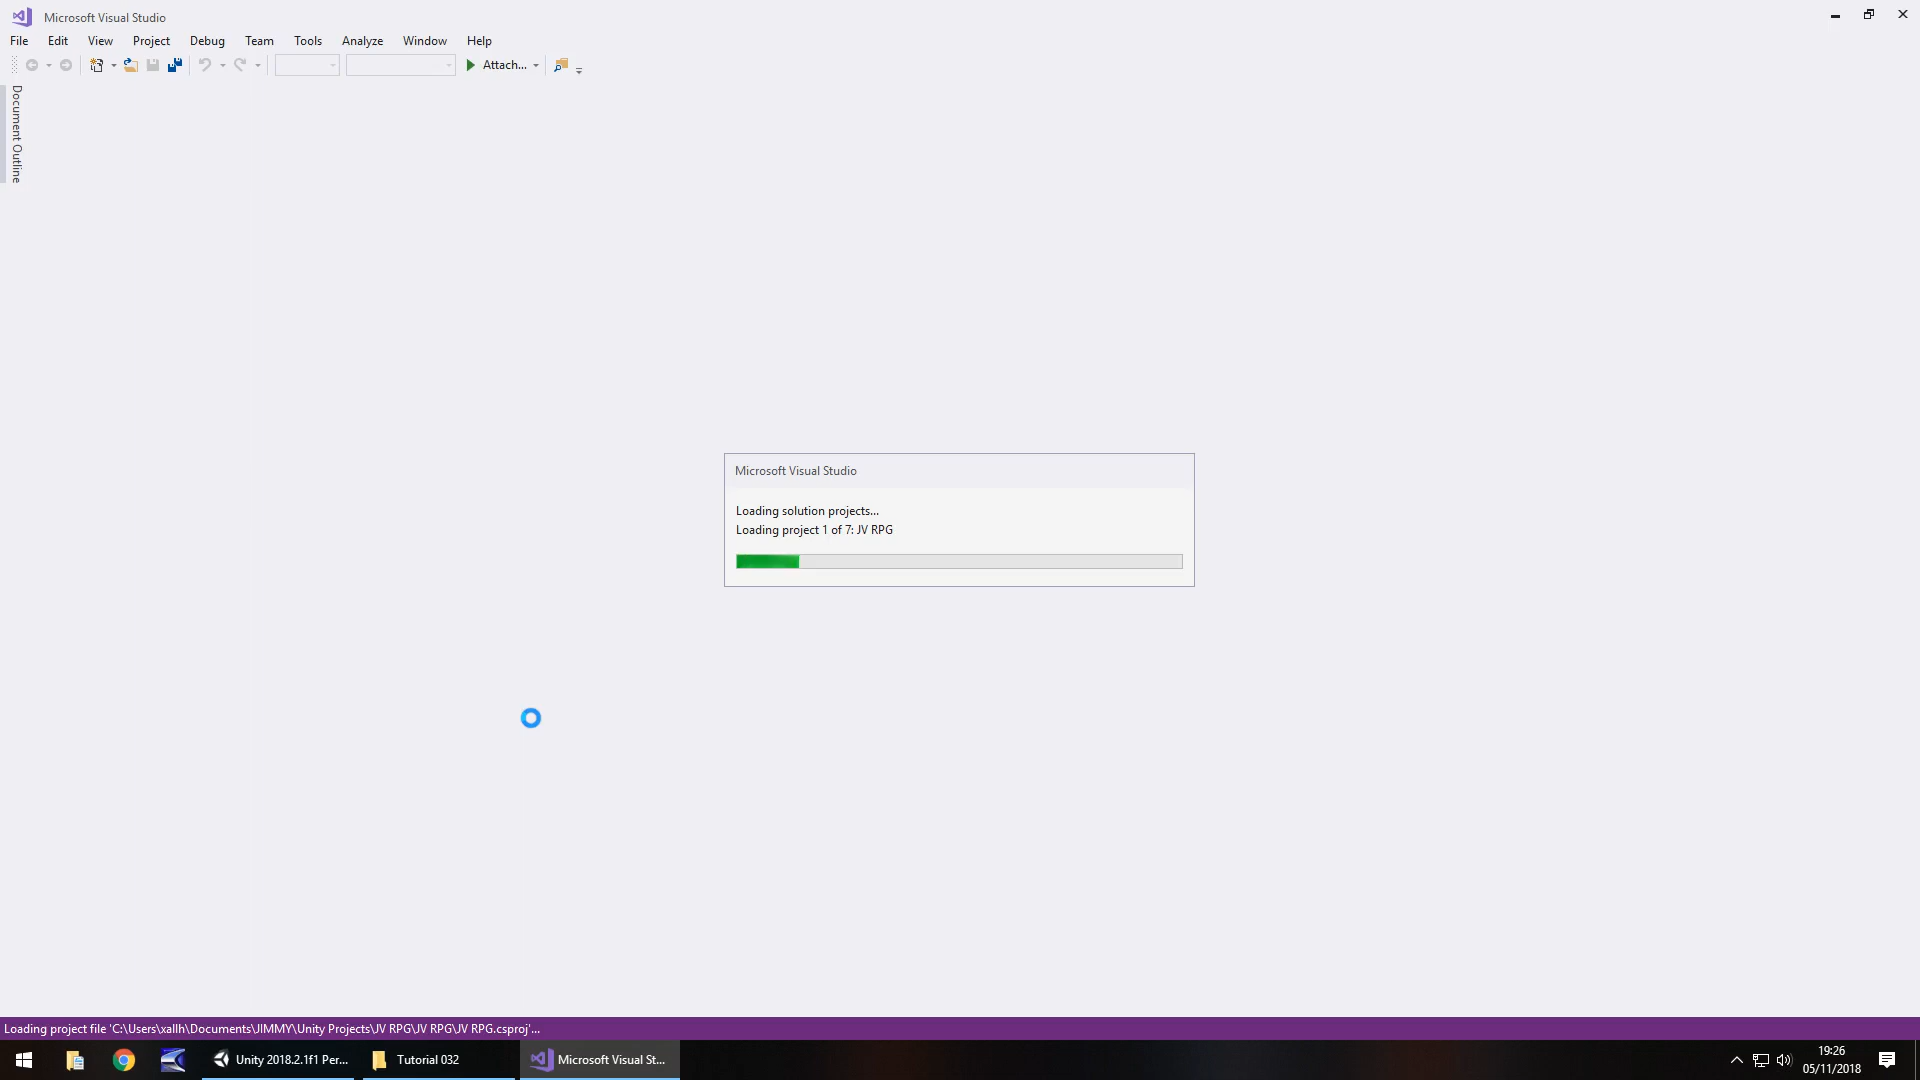 Microsoft Visual Studio
File Edit View Project Debug Team Tools Analyze Window Help
Attach...
Document Outline
Microsoft Visual Studio
Loading solution projects...
Loading project 1 of 7: JV RPG
Loading project file 'C:\Users\xallh\Documents\JIMMY\Unity Projects\JV RPG\JV RPG\JV RPG.csproj'...
Unity 2018.2.1f1 Per... Tutorial 032 Microsoft Visual St... 19:26
05/11/2018